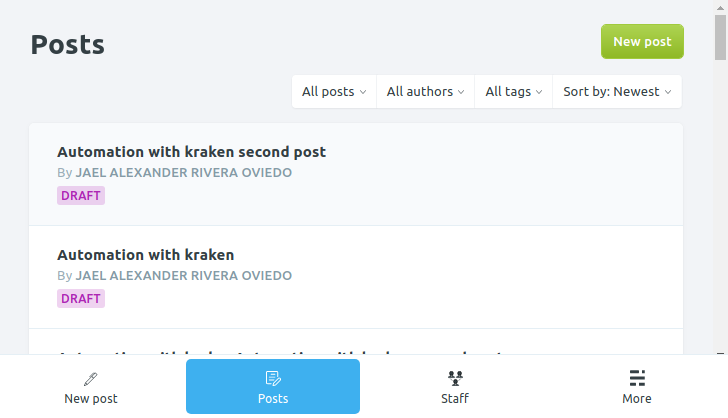 Posts
New post
All posts
All authors
All tags
Sort by: Newest
Automation with kraken second post
By JAEL ALEXANDER RIVERA OVIEDO
DRAFT
Automation with kraken
By JAEL ALEXANDER RIVERA OVIEDO
DRAFT
New post
Posts
Staff
More